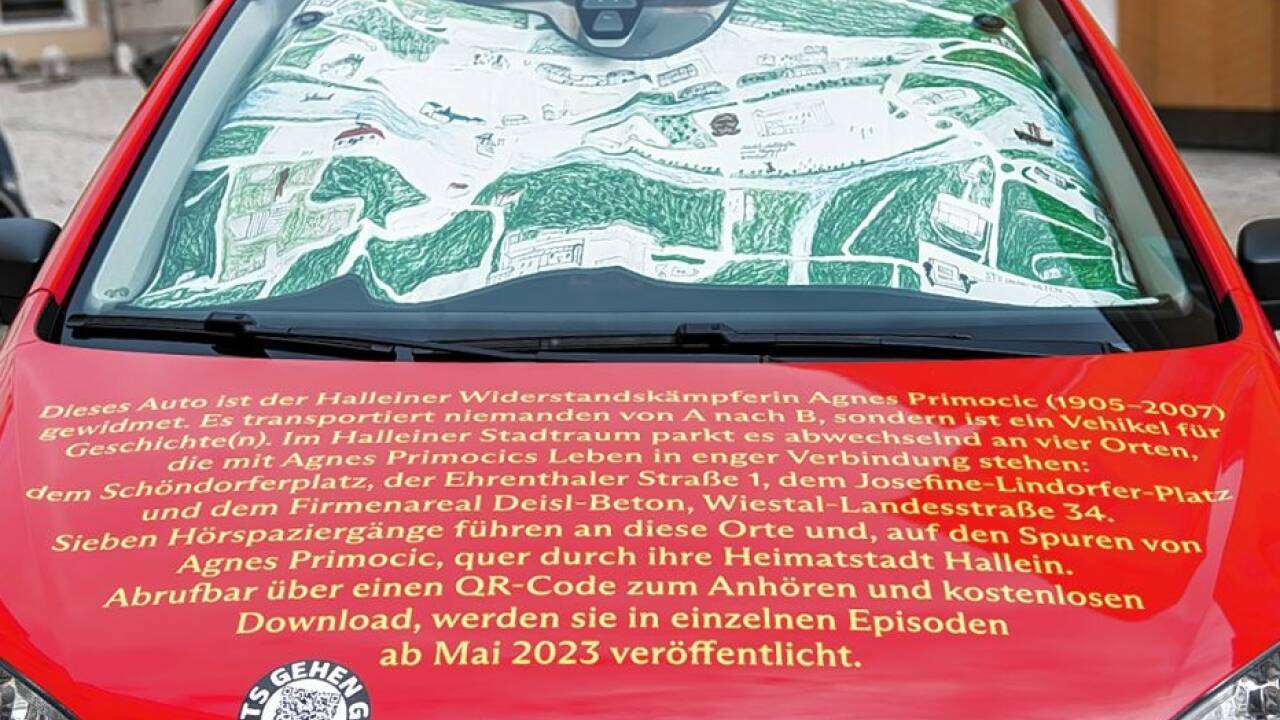 Dieses Auto ist der Halleiner Widerstandskämpferin Agnes Primocic (1905–2007)
gewidmet. Es transportiert niemanden von A nach B, sondern ist ein Vehikel für
Geschichte(n). Im Halleiner Stadtraum parkt es abwechselnd an vier Orten,
die mit Agnes Primocics Leben in enger Verbindung stehen:
dem Schöndorferplatz, der Ehrenthaler Straße 1, dem Josefine-Lindorfer-Platz
und dem Firmenareal Deisl-Beton, Wiestal-Landesstraße 34.
Sieben Hörspaziergänge führen an diese Orte und, auf den Spuren von
Agnes Primocic, quer durch ihre Heimatstadt Hallein.
Abrufbar über einen QR-Code zum Anhören und kostenlosen
Download, werden sie in einzelnen Episoden
ab Mai 2023 veröffentlicht.
TS GEHEN G